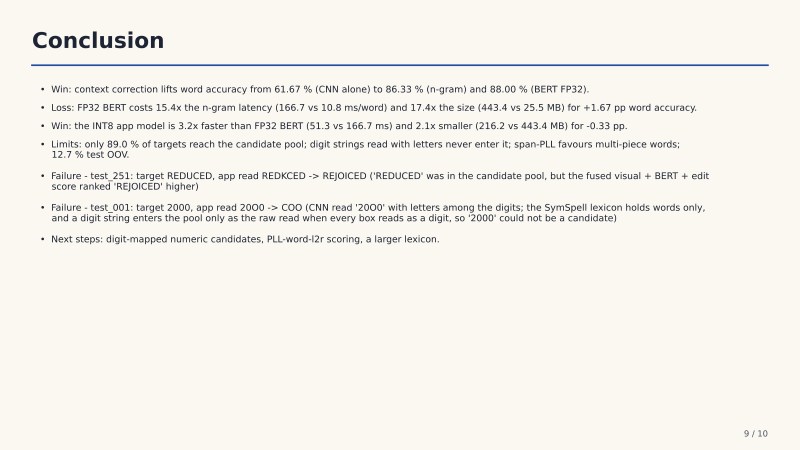 Conclusion
• Win: context correction lifts word accuracy from 61.67 % (CNN alone) to 86.33 % (n-gram) and 88.00 % (BERT FP32).
• Loss: FP32 BERT costs 15.4x the n-gram latency (166.7 vs 10.8 ms/word) and 17.4x the size (443.4 vs 25.5 MB) for +1.67 pp word accuracy.
• Win: the INT8 app model is 3.2x faster than FP32 BERT (51.3 vs 166.7 ms) and 2.1x smaller (216.2 vs 443.4 MB) for -0.33 pp.
• Limits: only 89.0 % of targets reach the candidate pool; digit strings read with letters never enter it; span-PLL favours multi-piece words;
12.7 % test OOV.
• Failure - test_251: target REDUCED, app read REDKCED -> REJOICED ('REDUCED' was in the candidate pool, but the fused visual + BERT + edit
score ranked 'REJOICED' higher)
• Failure - test_001: target 2000, app read 20O0 -> COO (CNN read '20O0' with letters among the digits; the SymSpell lexicon holds words only,
and a digit string enters the pool only as the raw read when every box reads as a digit, so '2000' could not be a candidate)
• Next steps: digit-mapped numeric candidates, PLL-word-l2r scoring, a larger lexicon.
9 / 10